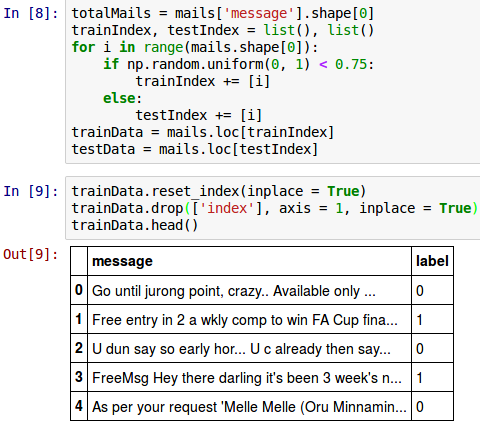 In [8]: totalMails = mails['message'].shape[0]
trainIndex, testIndex = list(), list()
for i in range(mails.shape[0]):
    if np.random.uniform(0, 1) < 0.75:
        trainIndex += [i]
    else:
        testIndex += [i]
trainData = mails.loc[trainIndex]
testData = mails.loc[testIndex]
In [9]: trainData.reset_index(inplace = True)
trainData.drop(['index'], axis = 1, inplace = True)
trainData.head()
Out[9]:
message label
0 Go until jurong point, crazy.. Available only ... 0
1 Free entry in 2 a wkly comp to win FA Cup fina... 1
2 U dun say so early hor... U c already then say... 0
3 FreeMsg Hey there darling it's been 3 week's n... 1
4 As per your request 'Melle Melle (Oru Minnamin... 0